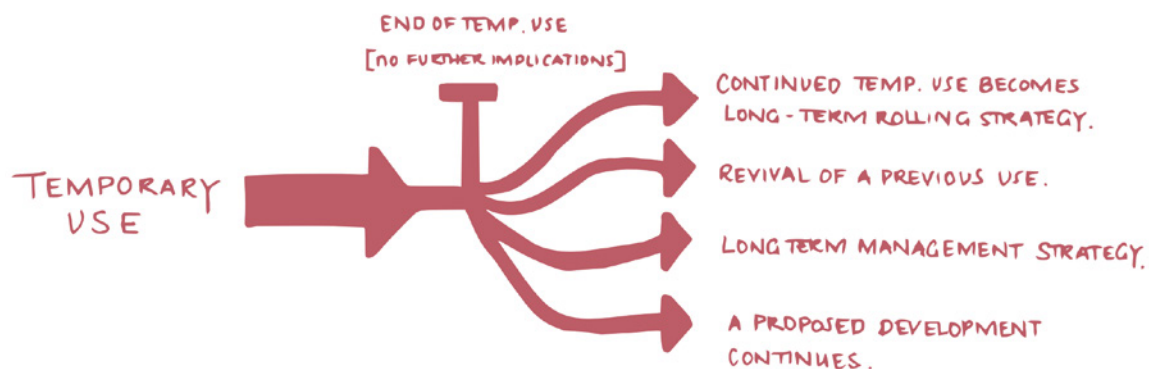 TEMPORARY
USE
END OF TEMP. USE
[NO FURTHER IMPLICATIONS]
CONTINUED TEMP. USE BECOMES
LONG-TERM ROLLING STRATEGY.
REVIVAL OF A PREVIOUS USE.
LONG TERM MANAGEMENT STRATEGY.
A PROPOSED DEVELOPMENT
CONTINUES.